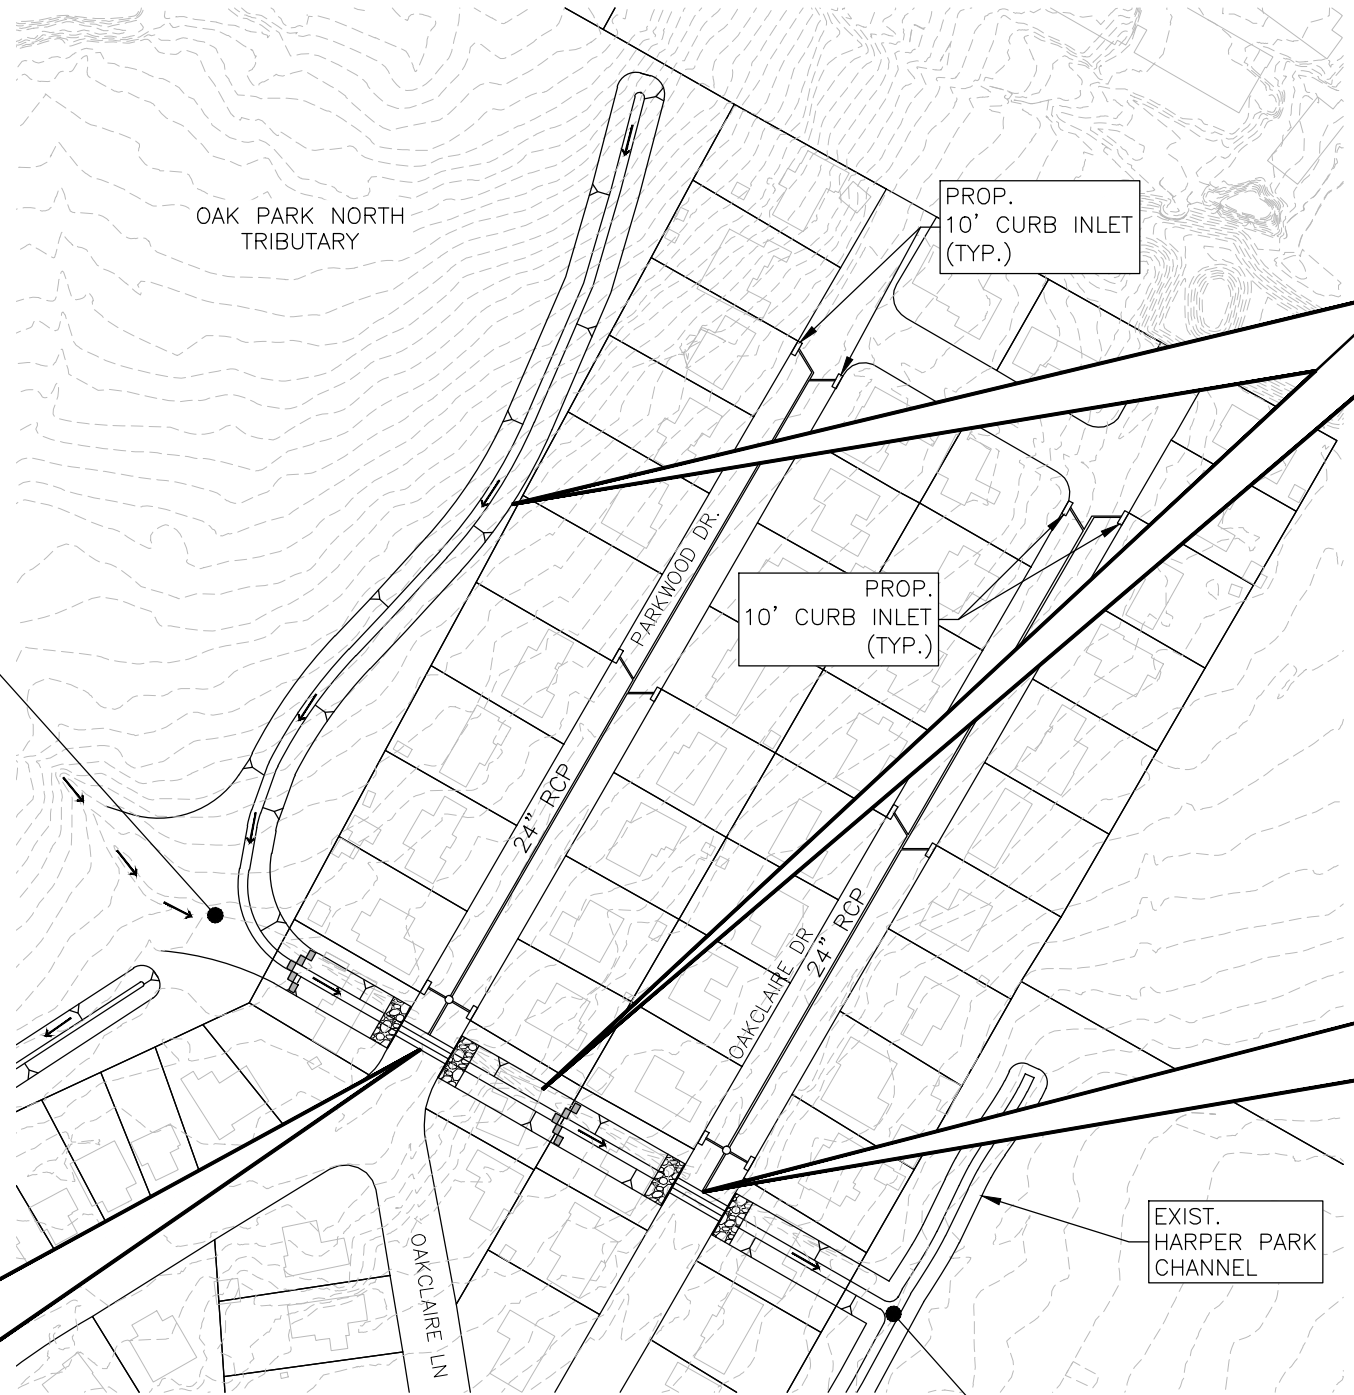 OAK PARK NORTH
TRIBUTARY
PROP.
10' CURB INLET
(TYP.)
PARKWOOD DR.
PROP.
10' CURB INLET
(TYP.)
24" RCP
24" RCP
OAKCLAIRE DR
OAKCLAIRE LN
EXIST.
HARPER PARK
CHANNEL